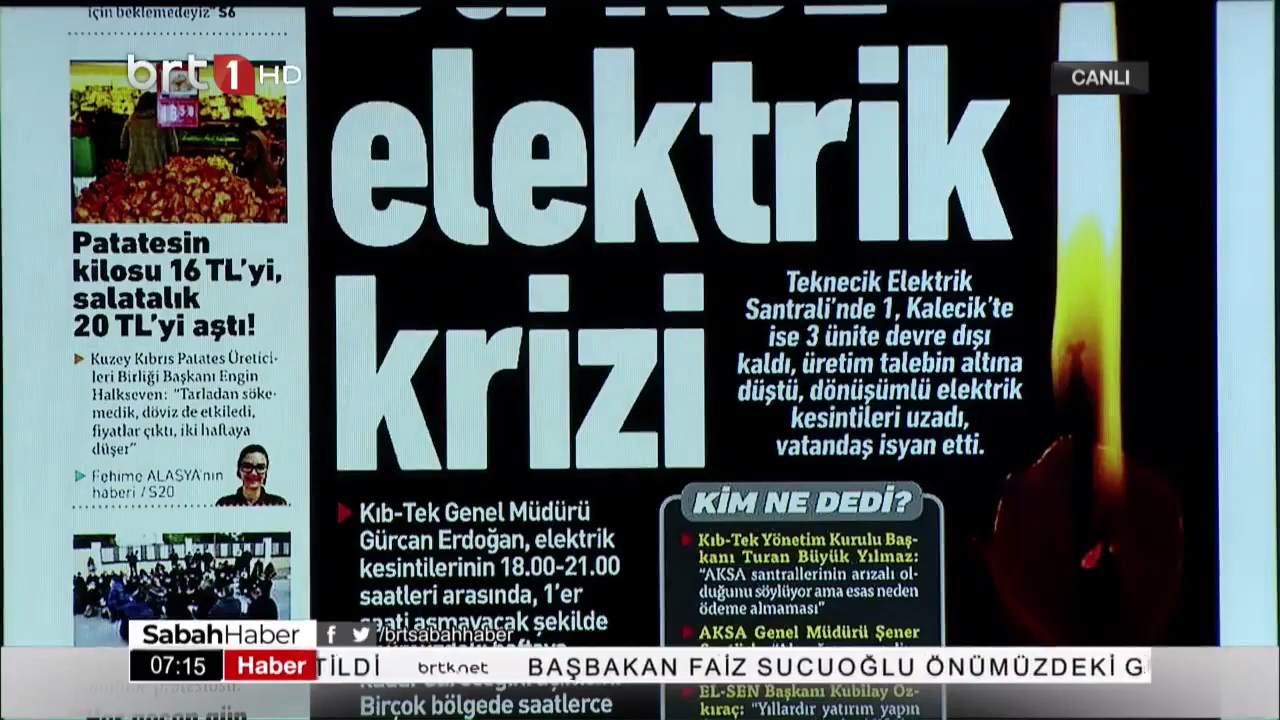 için beklemedeyiz" S6
brt 1 HD
CANLI
elektrik
krizi
Teknecik Elektrik
Santrali'nde 1, Kalecik'te
ise 3 ünite devre dışı
kaldı, üretim talebin altına
düştü, dönüşümlü elektrik
kesintileri uzadı,
vatandaş isyan etti.
Patatesin
kilosu 16 TL'yi,
salatalık
20 TL'yi aştı!
Kuzey Kıbrıs Patates Üretici-
leri Birliği Başkanı Engin
Halkseven: "Tarladan söke-
medik, döviz de etkiledi,
fiyatlar çıktı, iki haftaya
düşer"
Fehime ALASYA'nın
haberi / S20
Kıb-Tek Genel Müdürü
Gürcan Erdoğan, elektrik
kesintilerinin 18.00-21.00
saatleri arasında, 1'er
saati aşmayacak şekilde
Birçok bölgede saatlerce
KİM NE DEDİ?
Kıb-Tek Yönetim Kurulu Baş-
kanı Turan Büyük Yılmaz:
"AKSA santrallerinin arızalı ol-
duğunu söylüyor ama esas neden
ödeme almaması"
AKSA Genel Müdürü Şener
EL-SEN Başkanı Kubilay Öz-
kıraç: "Yıllardır yatırım yapın
SabahHaber
/brtsabahhaber
07:15 Haber TİLDİ brtk.net BAŞBAKAN FAİZ SUCUOĞLU ÖNÜMÜZDEKİ G